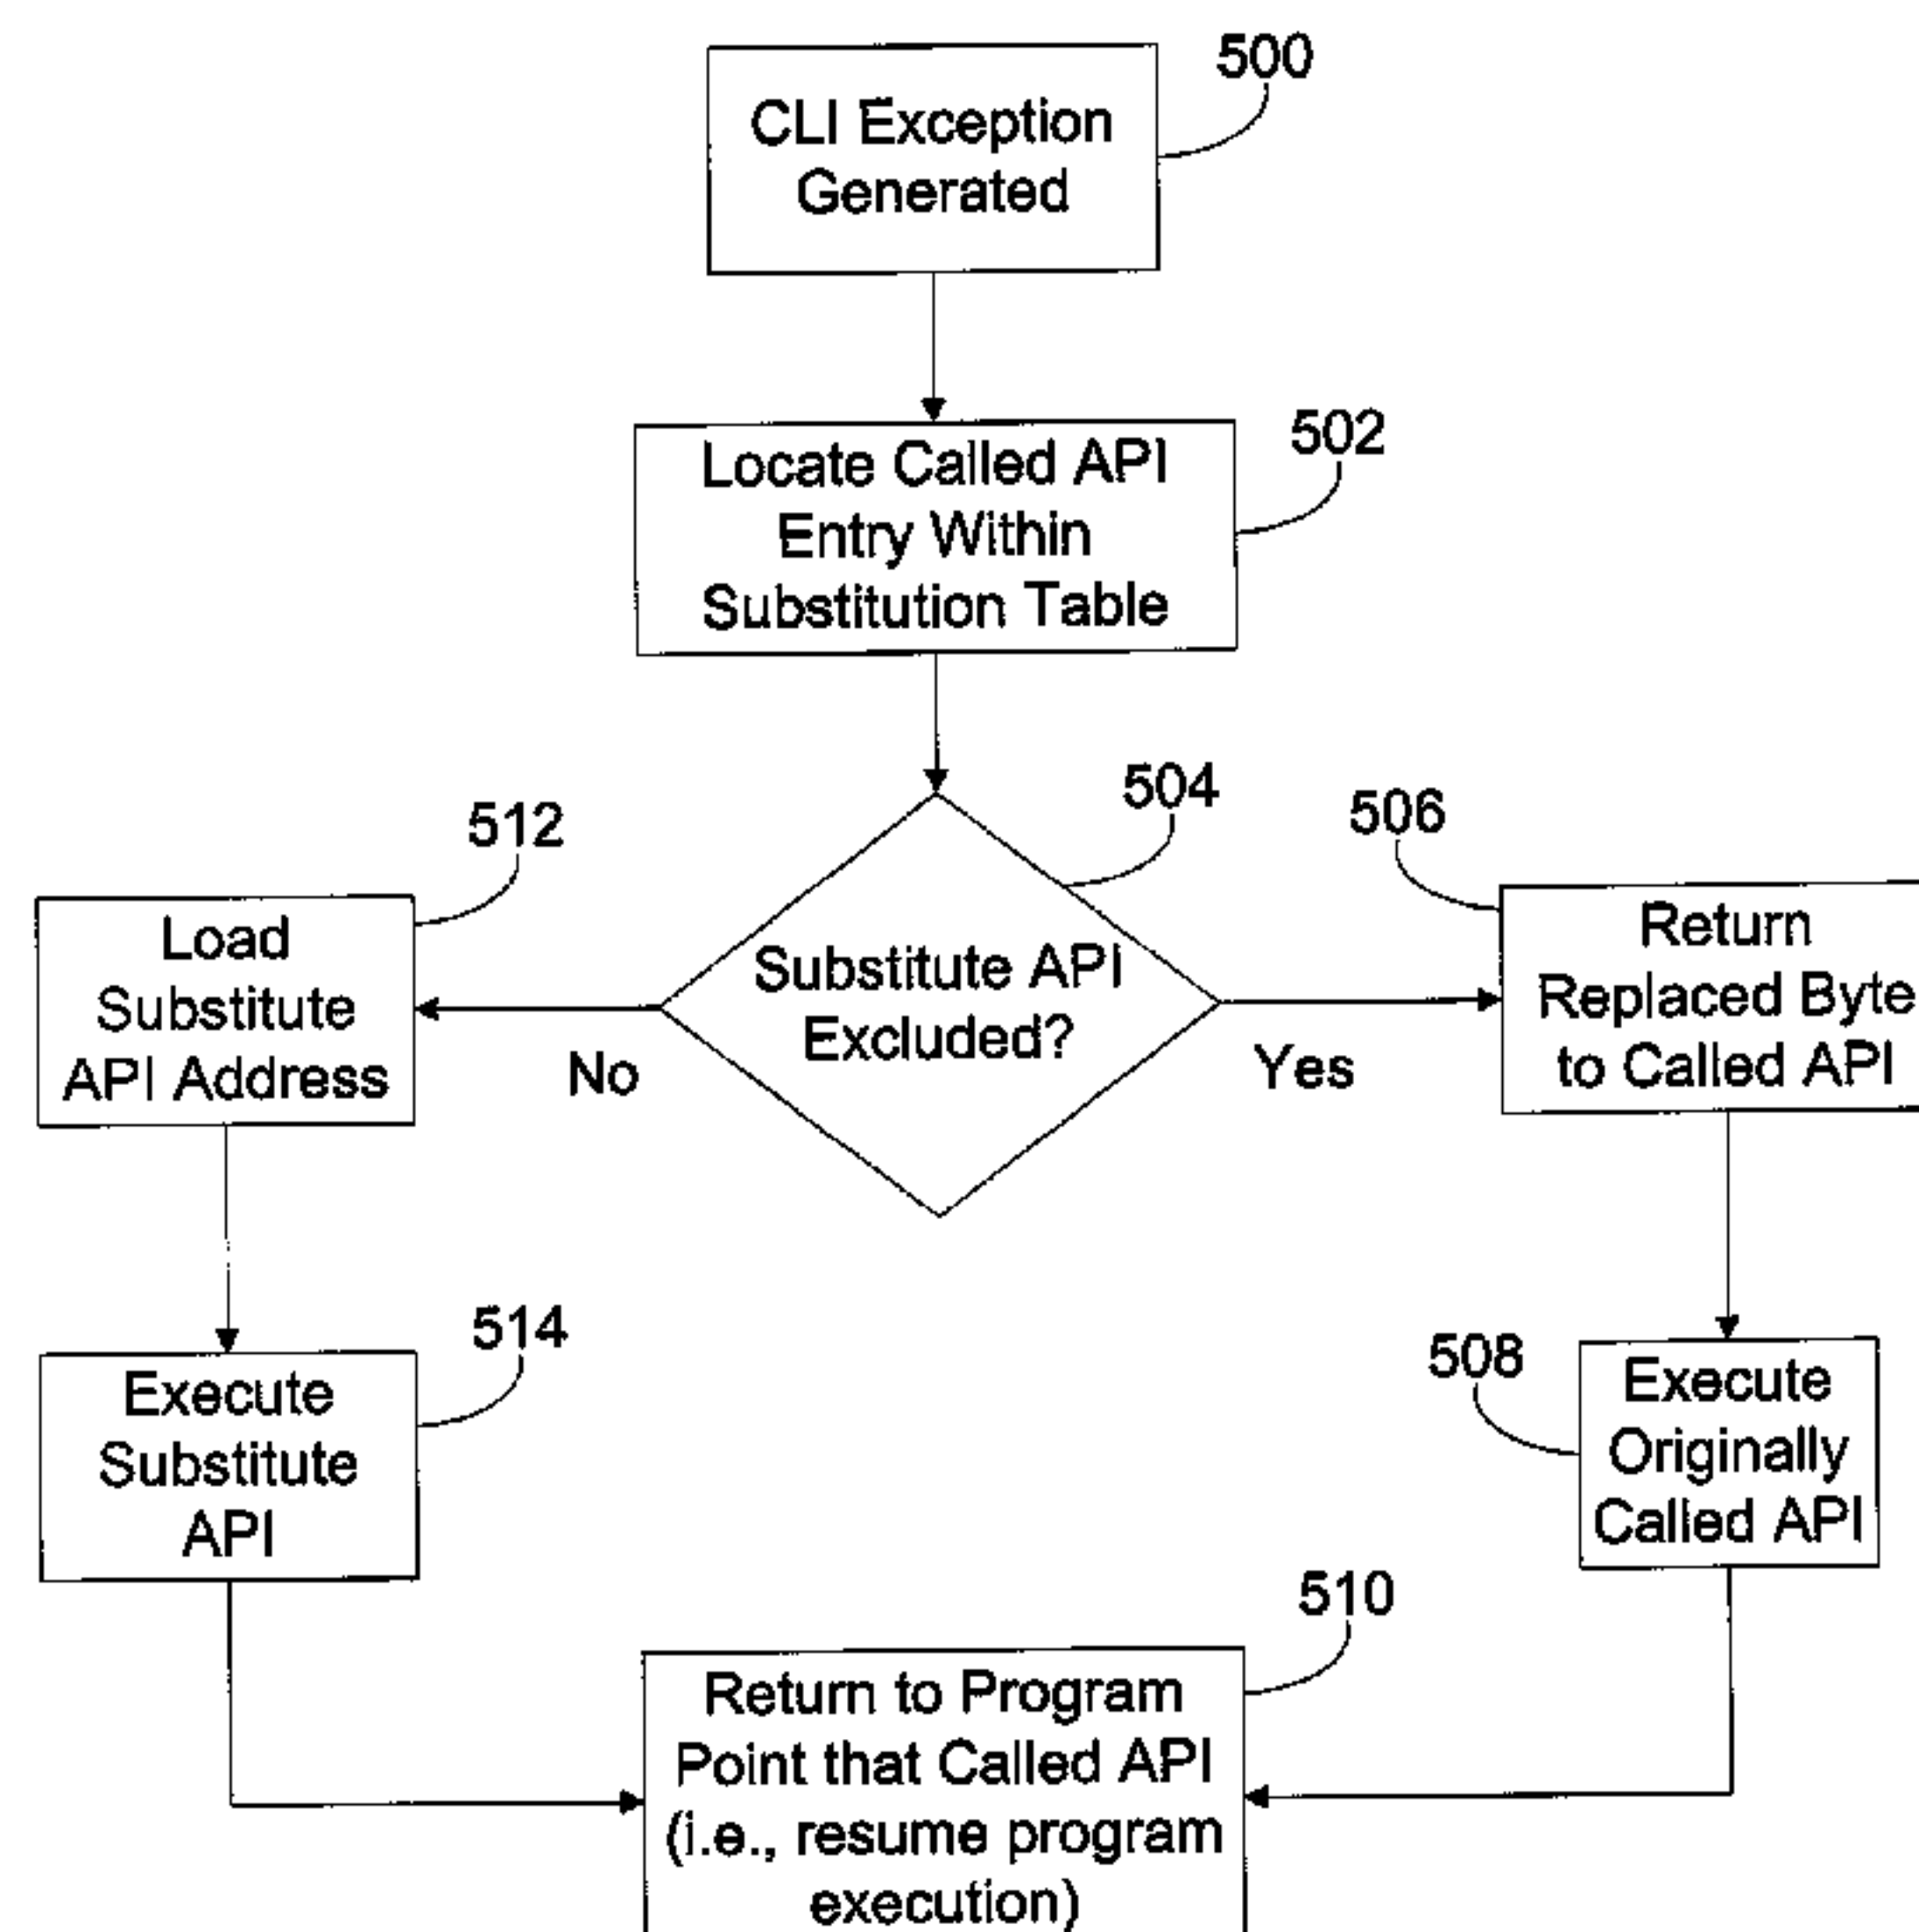 500
CLI Exception
Generated
502
Locate Called API
Entry Within
Substitution Table
504
Substitute API
Excluded?
No
Yes
512
Load
Substitute
API Address
506
Return
Replaced Byte
to Called API
514
Execute
Substitute
API
508
Execute
Originally
Called API
510
Return to Program
Point that Called API
(i.e., resume program
execution)